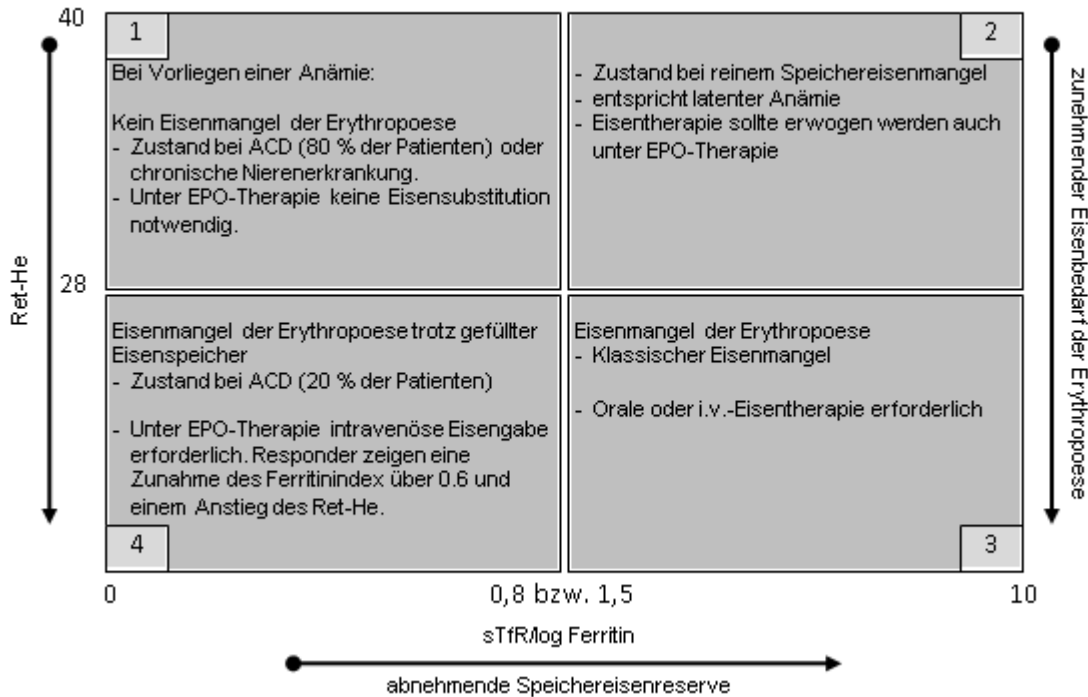 40
1
2
Bei Vorliegen einer Anämie:
Kein Eisenmangel der Erythropoese
- Zustand bei ACD (80 % der Patienten) oder
chronische Nierenerkrankung.
- Unter EPO-Therapie keine Eisensubstitution
notwendig.
- Zustand bei reinem Speichereisenmangel
- entspricht latenter Anämie
- Eisentherapie sollte erwogen werden auch
unter EPO-Therapie
Ret-He
28
zunehmender Eisenbedarf der Erythropoese
Eisenmangel der Erythropoese trotz gefüllter
Eisenspeicher
- Zustand bei ACD (20 % der Patienten)
- Unter EPO-Therapie intravenöse Eisengabe
erforderlich. Responder zeigen eine
Zunahme des Ferritinindex über 0.6 und
einem Anstieg des Ret-He.
4
Eisenmangel der Erythropoese
- Klassischer Eisenmangel
- Orale oder i.v.-Eisentherapie erforderlich
3
0
0,8 bzw. 1,5
10
sTfR/log Ferritin
abnehmende Speichereisenreserve